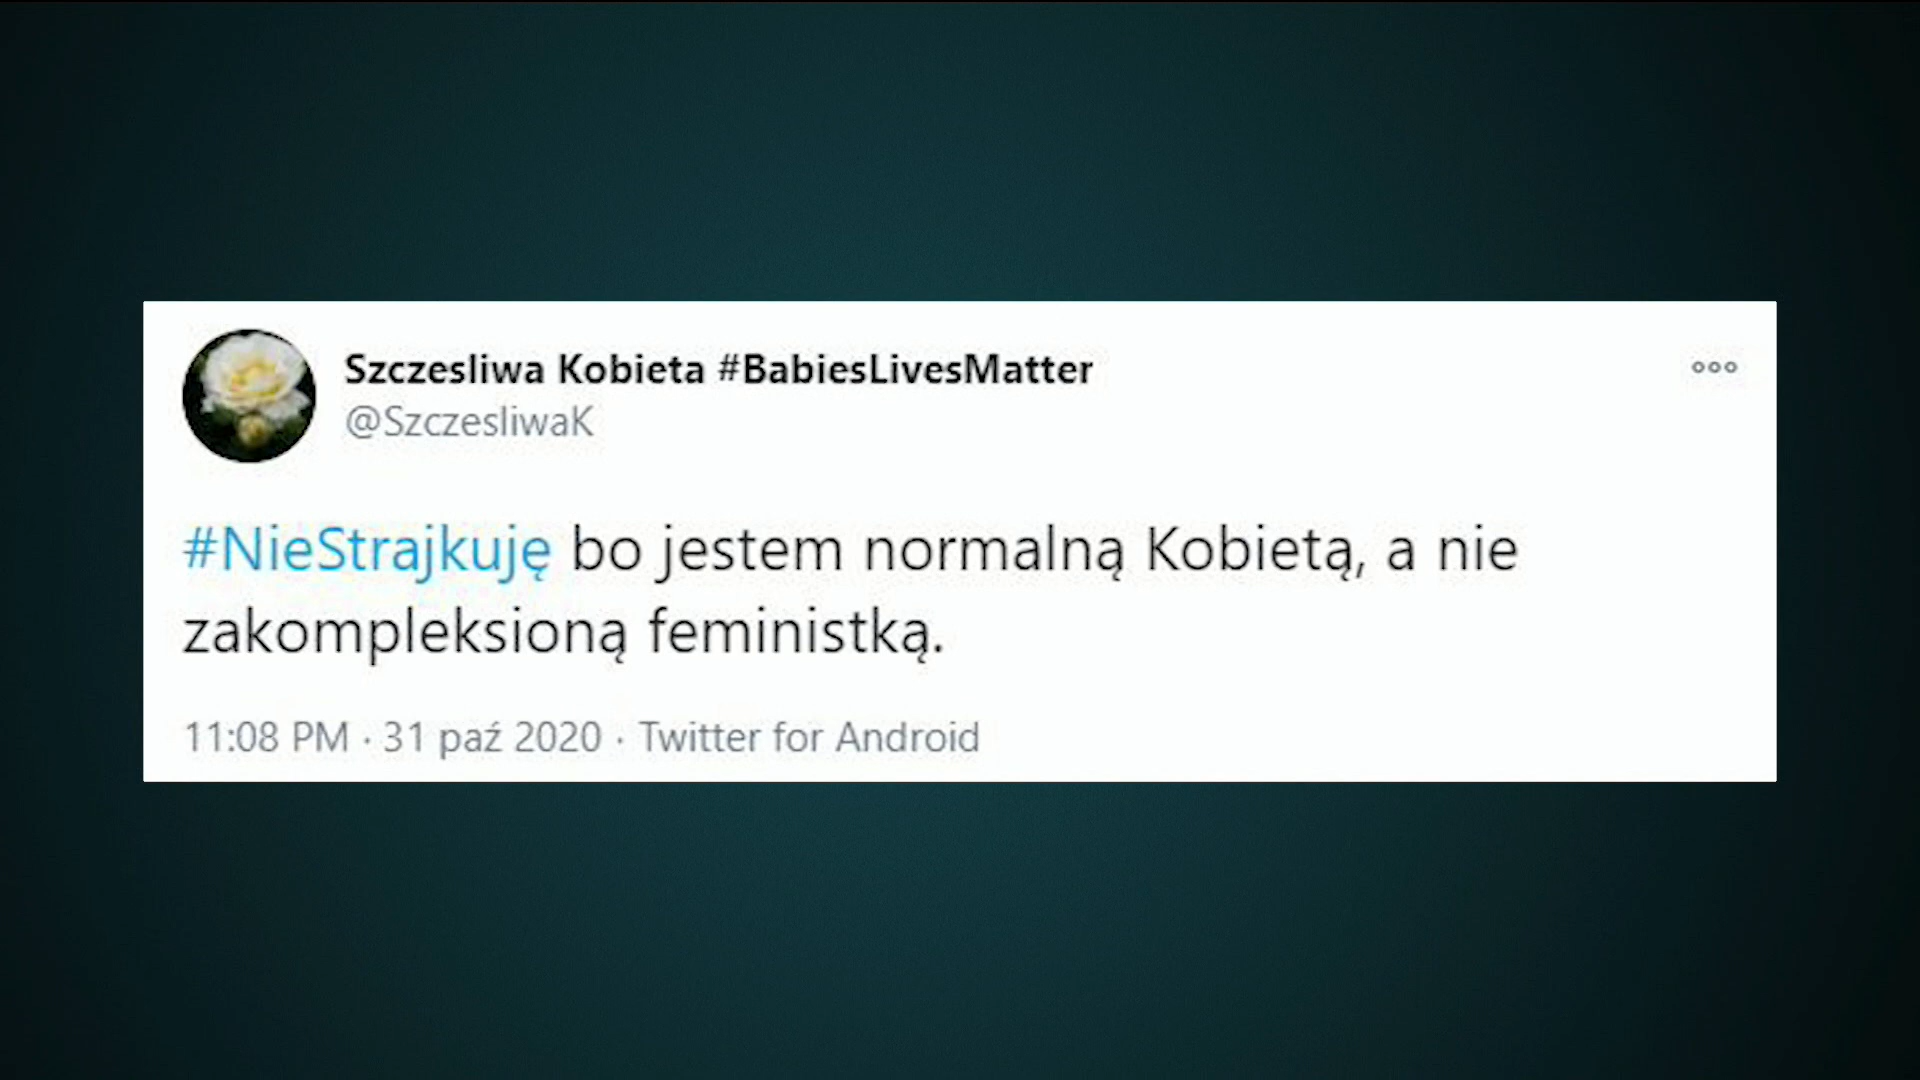 Szczesliwa Kobieta #BabiesLivesMatter
@SzczesliwaK
#NieStrajkuję bo jestem normalną Kobietą, a nie
zakompleksioną feministką.
11:08 PM · 31 paź 2020 · Twitter for Android